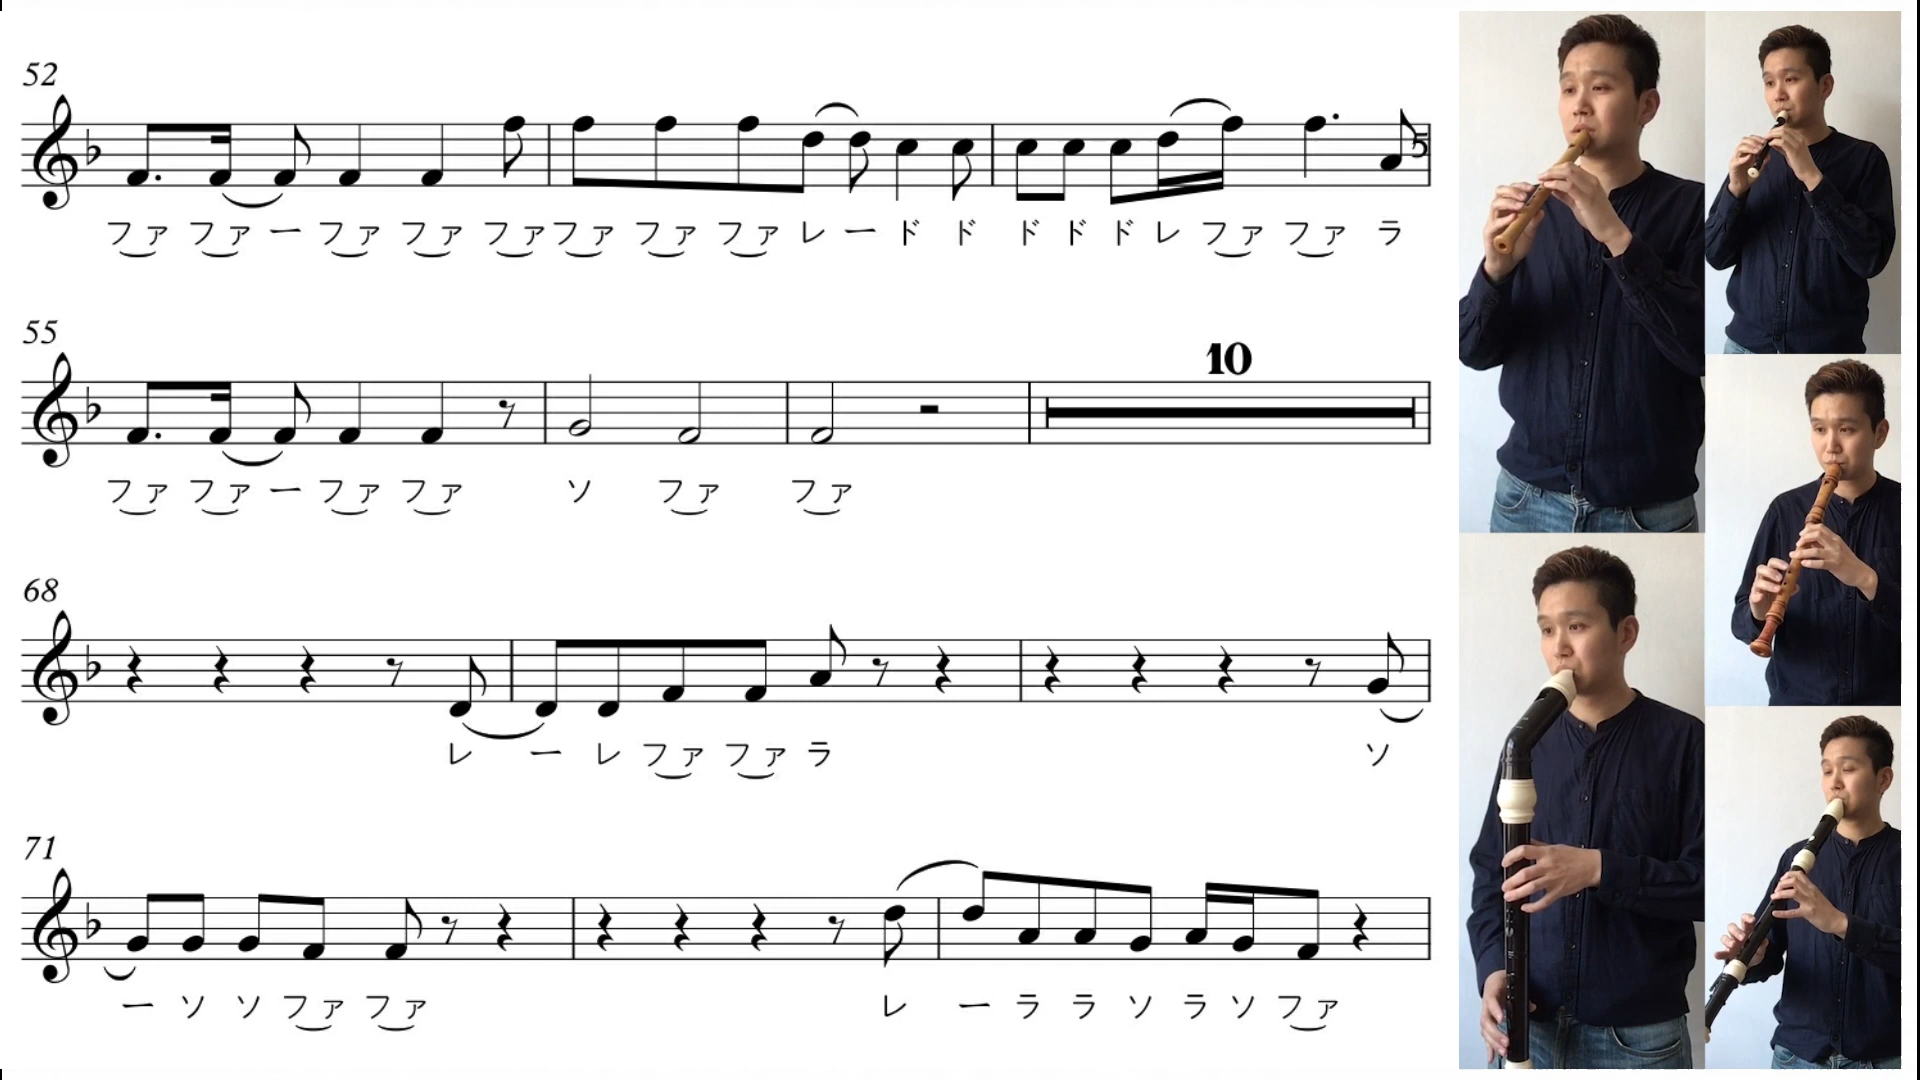 52
5
ファ ファ ー ファ ファ ファ ファ ファ ファ レ ー ド ド ド ド ド レ ファ ファ ラ
55
10
ファ ファ ー ファ ファ ソ ファ ファ
68
レ ー レ ファ ファ ラ ソ
71
ー ソ ソ ファ ファ レ ー ラ ラ ソ ラ ソ ファ